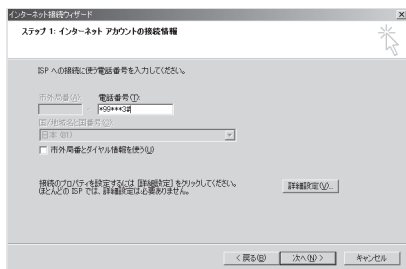 インターネット接続ウィザード
ステップ 1: インターネット アカウントの接続情報
ISP への接続に使う電話番号を入力してください。
市外局番(A): 電話番号(T):
- *99***3#
国/地域名と国番号(O):
日本 (81)
市外局番とダイヤル情報を使う(U)
接続のプロパティを設定するには [詳細設定] をクリックしてください。
ほとんどの ISP では、詳細設定は必要ありません。
詳細設定(V)...
< 戻る(B) 次へ(N) > キャンセル